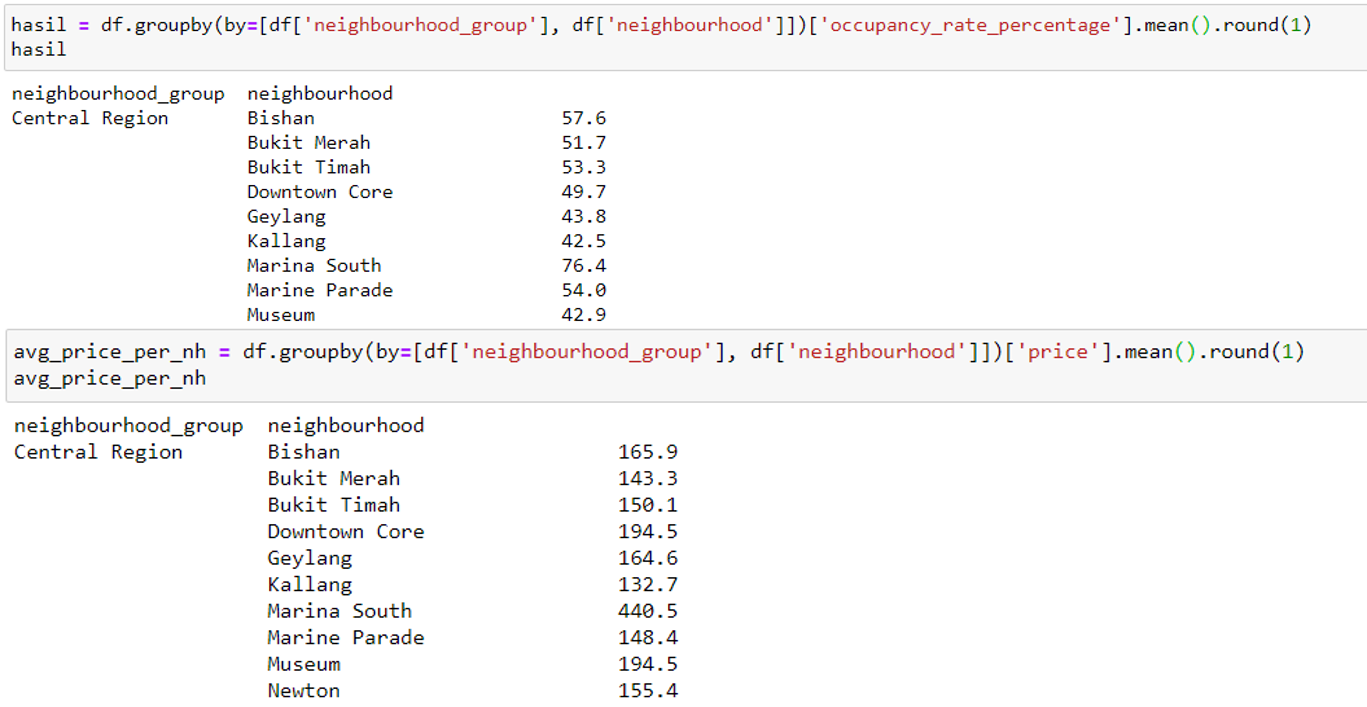 hasil = df.groupby(by=[df['neighbourhood_group'], df['neighbourhood']])['occupancy_rate_percentage'].mean().round(1)
hasil
neighbourhood_group neighbourhood
Central Region Bishan 57.6
Bukit Merah 51.7
Bukit Timah 53.3
Downtown Core 49.7
Geylang 43.8
Kallang 42.5
Marina South 76.4
Marine Parade 54.0
Museum 42.9
avg_price_per_nh = df.groupby(by=[df['neighbourhood_group'], df['neighbourhood']])['price'].mean().round(1)
avg_price_per_nh
neighbourhood_group neighbourhood
Central Region Bishan 165.9
Bukit Merah 143.3
Bukit Timah 150.1
Downtown Core 194.5
Geylang 164.6
Kallang 132.7
Marina South 440.5
Marine Parade 148.4
Museum 194.5
Newton 155.4